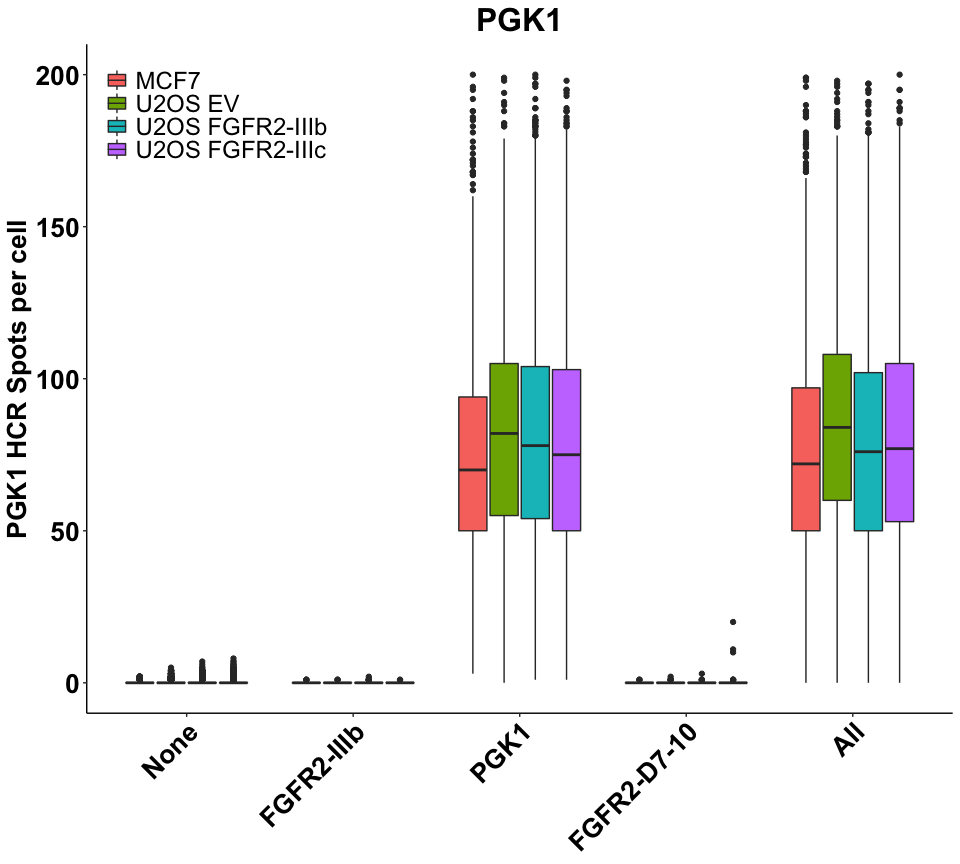 PGK1
PGK1 HCR Spots per cell
200
150
100
50
0
MCF7
U2OS EV
U2OS FGFR2-IIIb
U2OS FGFR2-IIIc
None
FGFR2-IIIb
PGK1
FGFR2-D7-10
All